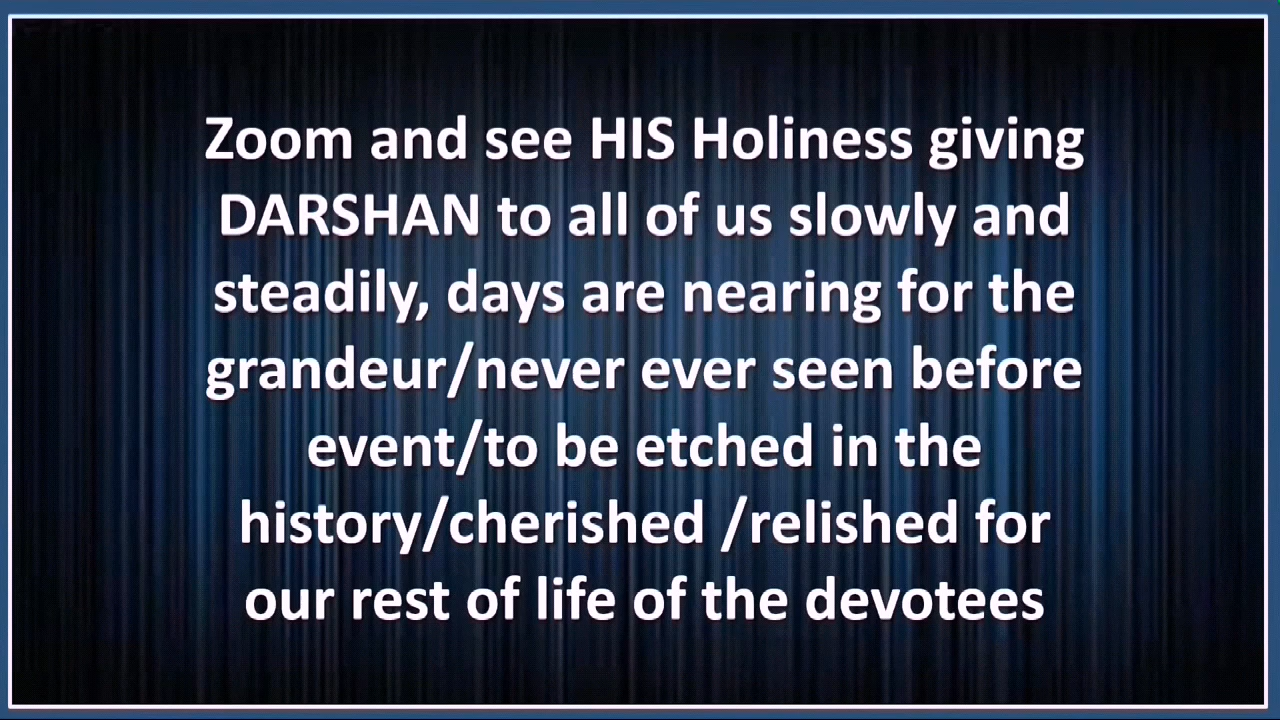 Zoom and see HIS Holiness giving
DARSHAN to all of us slowly and
steadily, days are nearing for the
grandeur/never ever seen before
event/to be etched in the
history/cherished /relished for
our rest of life of the devotees